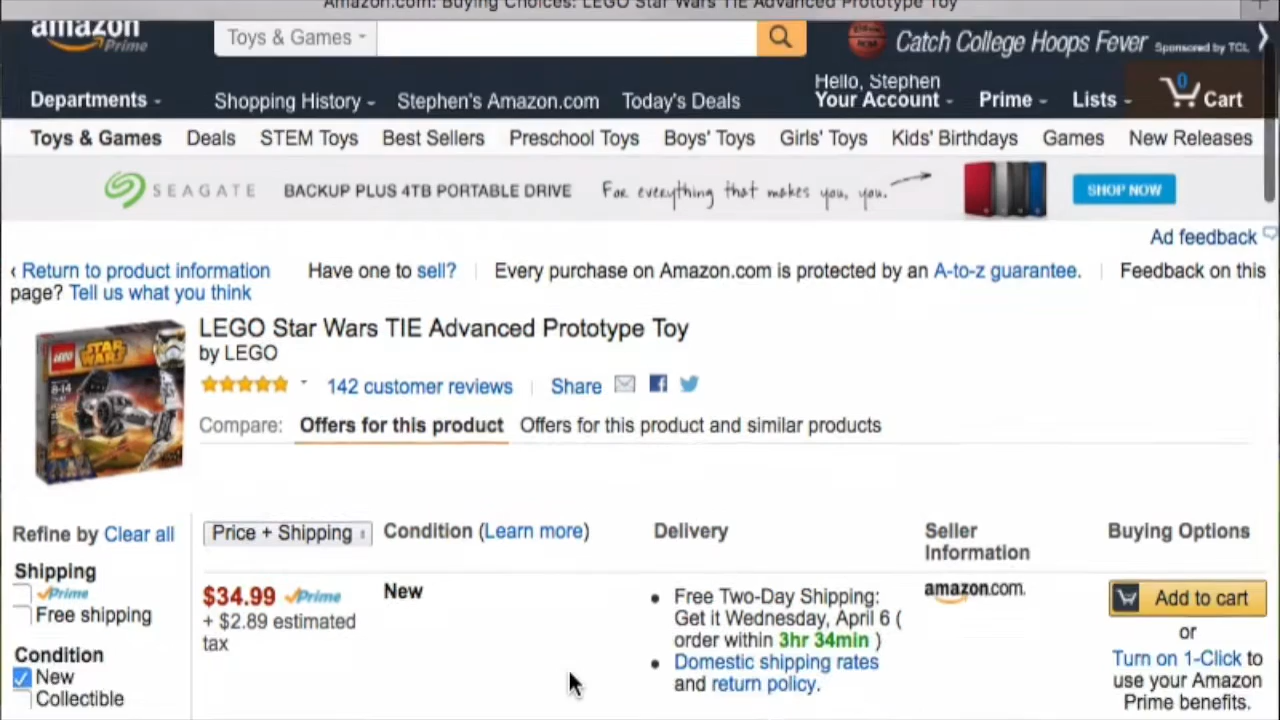 Amazon.com: Buying Choices: LEGO Star Wars TIE Advanced Prototype Toy
amazon Prime
Toys & Games
Catch College Hoops Fever Sponsored by TCL
Departments
Shopping History
Stephen's Amazon.com
Today's Deals
Hello, Stephen
Your Account
Prime
Lists
0
Cart
Toys & Games Deals STEM Toys Best Sellers Preschool Toys Boys' Toys Girls' Toys Kids' Birthdays Games New Releases
SEAGATE BACKUP PLUS 4TB PORTABLE DRIVE For everything that makes you, you. SHOP NOW
Ad feedback
‹ Return to product information Have one to sell? | Every purchase on Amazon.com is protected by an A-to-z guarantee. | Feedback on this
page? Tell us what you think
LEGO Star Wars TIE Advanced Prototype Toy
by LEGO
142 customer reviews | Share
Compare: Offers for this product Offers for this product and similar products
LEGO STAR WARS
8-14
Refine by Clear all
Shipping
Prime
Free shipping
Condition
New
Collectible
Price + Shipping
Condition (Learn more)
Delivery
Seller
Information
Buying Options
$34.99 Prime
+ $2.89 estimated
tax
New
• Free Two-Day Shipping:
Get it Wednesday, April 6 (
order within 3hr 34min )
• Domestic shipping rates
and return policy.
amazon.com.
Add to cart
or
Turn on 1-Click to
use your Amazon
Prime benefits.